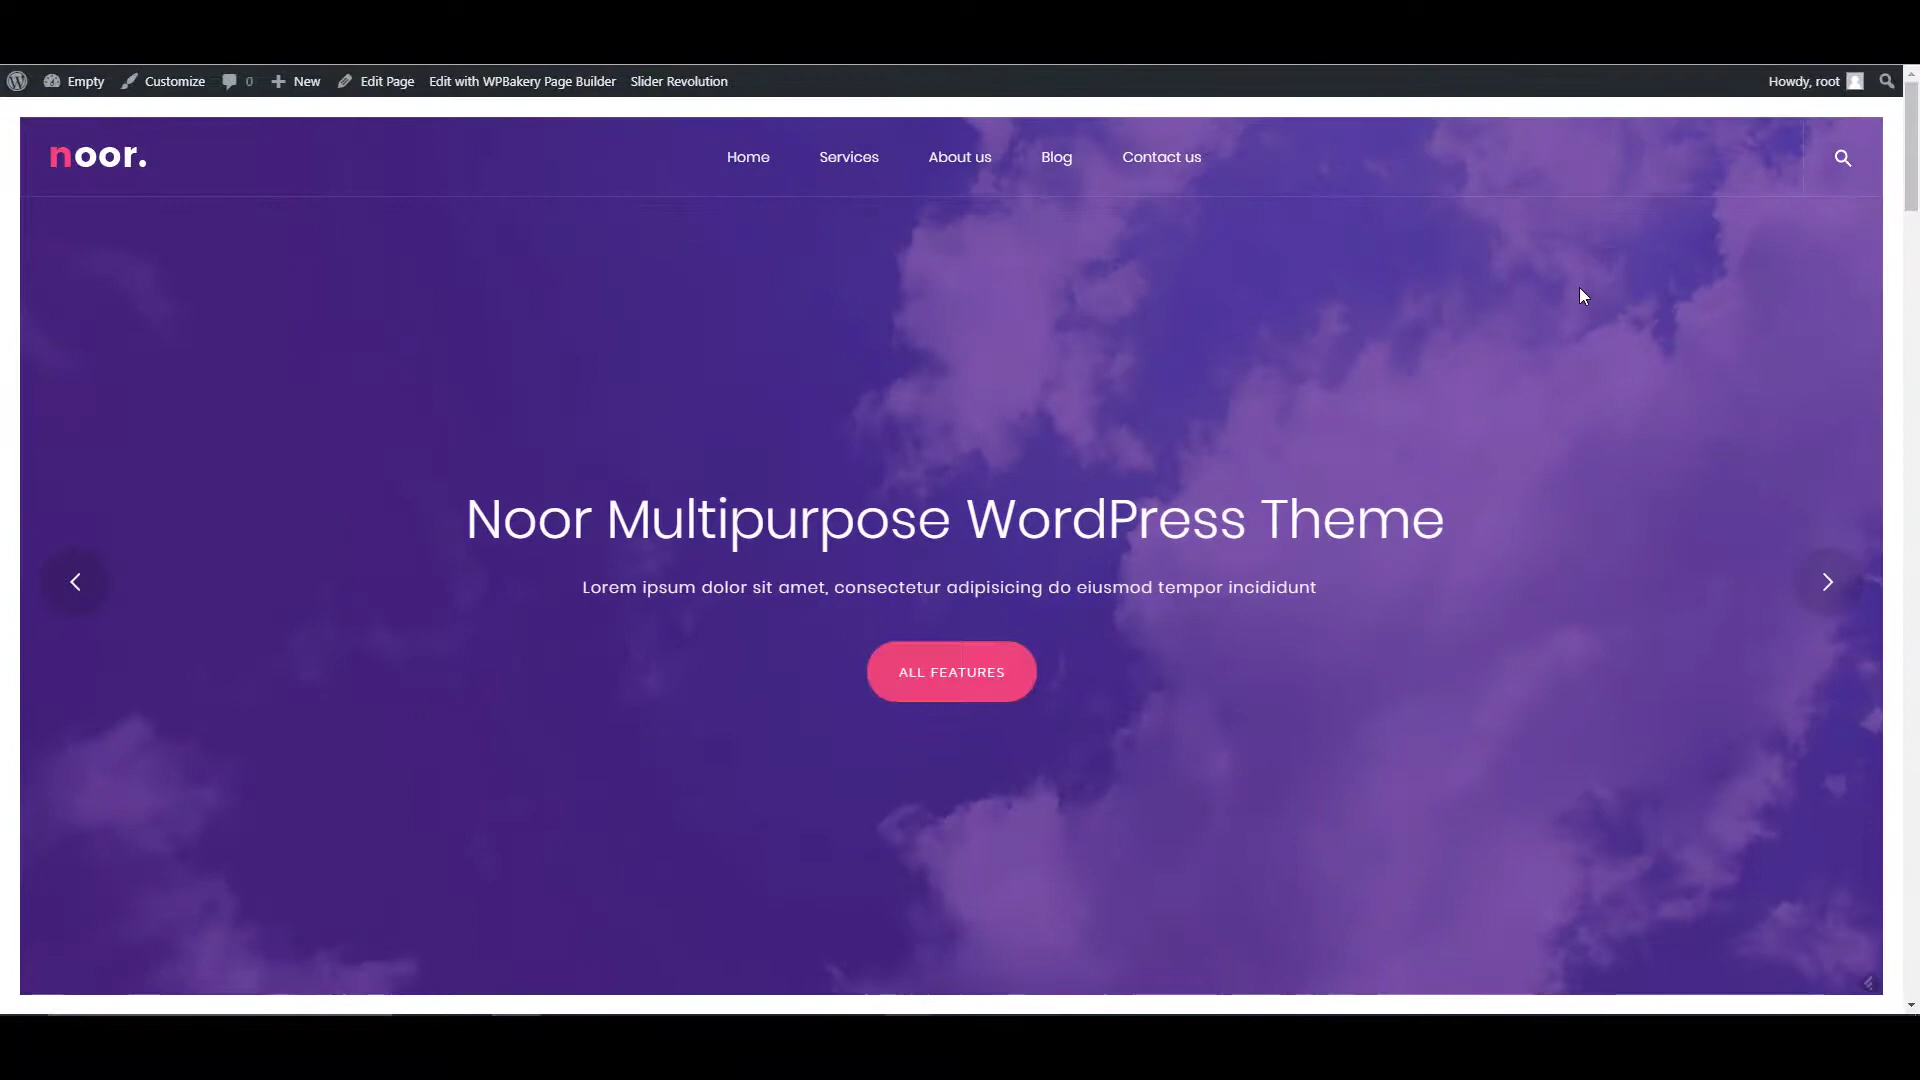 Empty Customize 0 New Edit Page Edit with WPBakery Page Builder Slider Revolution Howdy, root
noor. Home Services About us Blog Contact us
Noor Multipurpose WordPress Theme
Lorem ipsum dolor sit amet, consectetur adipisicing do eiusmod tempor incididunt
ALL FEATURES